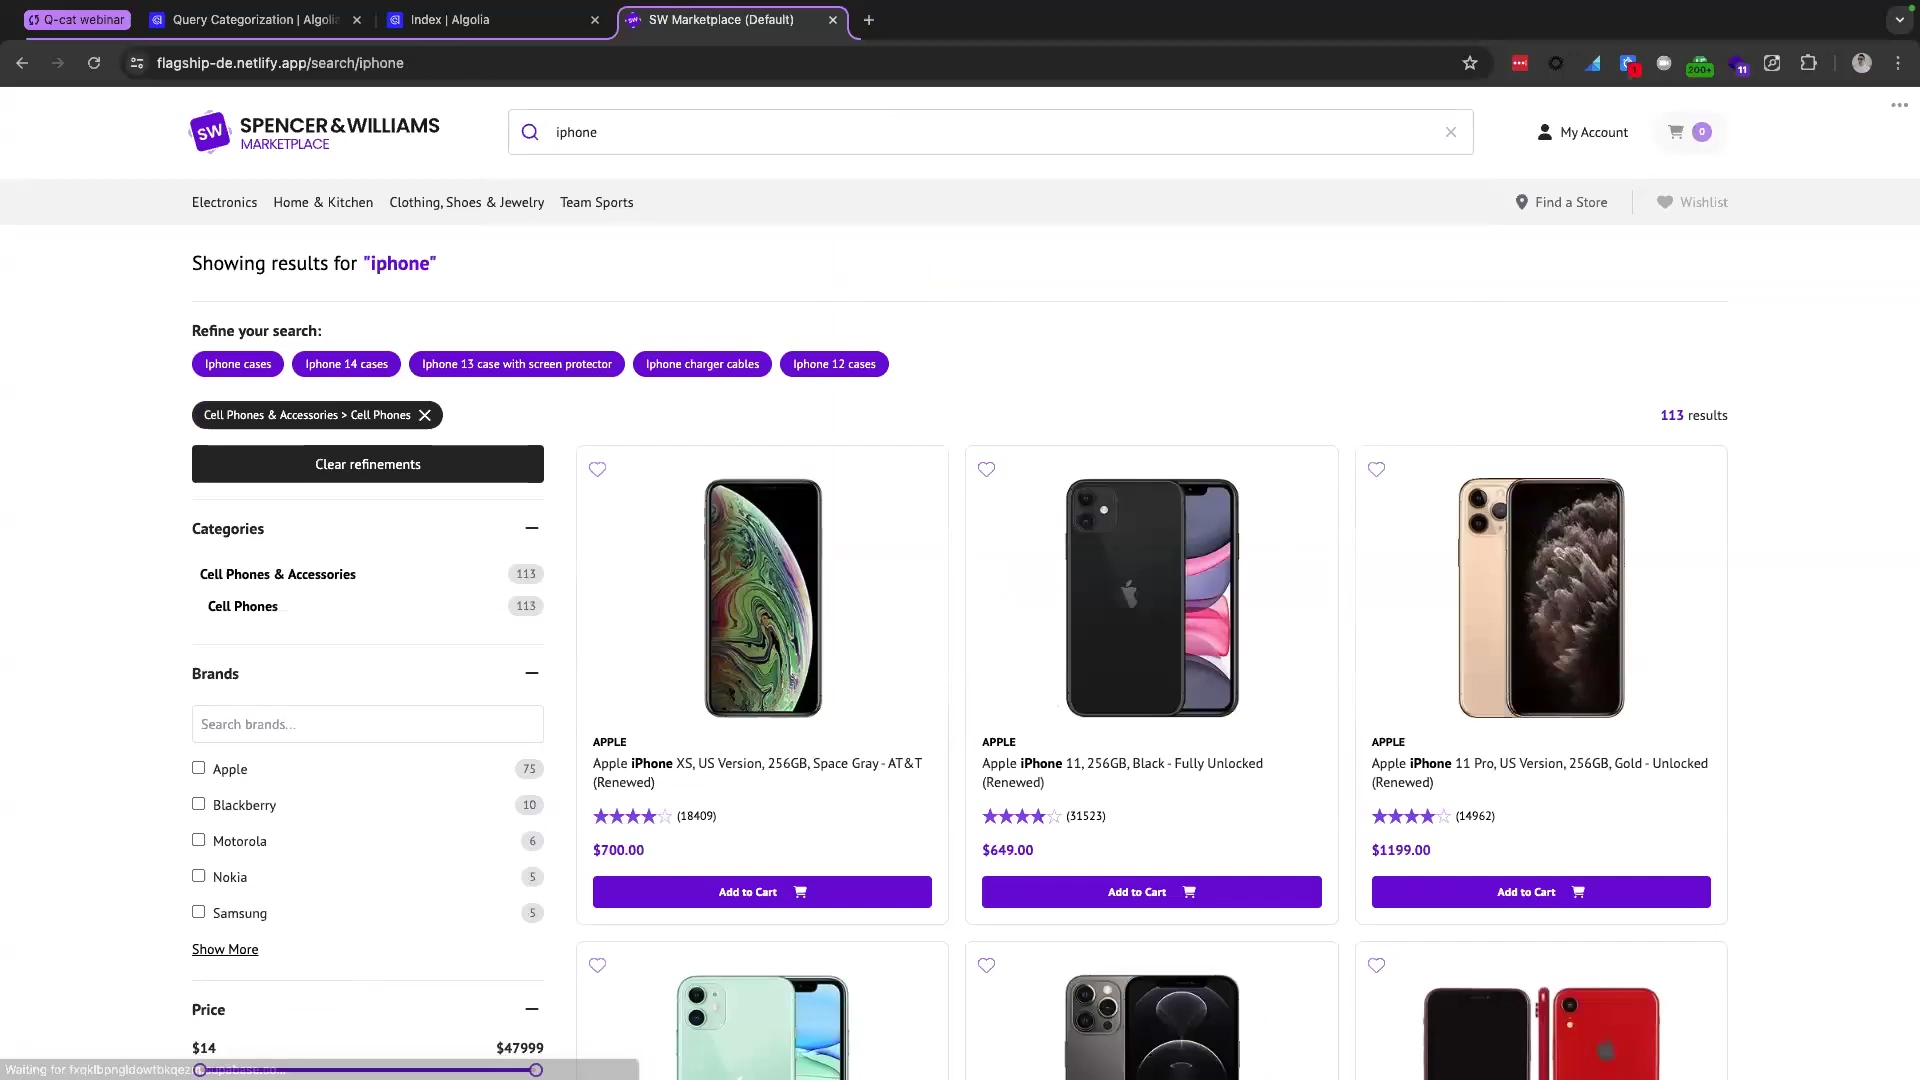 Q-cat webinar
Query Categorization | Algolia
Index | Algolia
SW Marketplace (Default)
flagship-de.netlify.app/search/iphone
1
200+
11
SW
SPENCER & WILLIAMS
MARKETPLACE
iphone
My Account
0
Electronics
Home & Kitchen
Clothing, Shoes & Jewelry
Team Sports
Find a Store
Wishlist
Showing results for "iphone"
Refine your search:
Iphone cases
Iphone 14 cases
Iphone 13 case with screen protector
Iphone charger cables
Iphone 12 cases
Cell Phones & Accessories > Cell Phones
113 results
Clear refinements
Categories
Cell Phones & Accessories 113
Cell Phones 113
Brands
Search brands...
Apple 75
Blackberry 10
Motorola 6
Nokia 5
Samsung 5
Show More
Price
$14 $47999
APPLE
Apple iPhone XS, US Version, 256GB, Space Gray - AT&T
(Renewed)
(18409)
$700.00
Add to Cart
APPLE
Apple iPhone 11, 256GB, Black - Fully Unlocked
(Renewed)
(31523)
$649.00
Add to Cart
APPLE
Apple iPhone 11 Pro, US Version, 256GB, Gold - Unlocked
(Renewed)
(14962)
$1199.00
Add to Cart
Waiting for